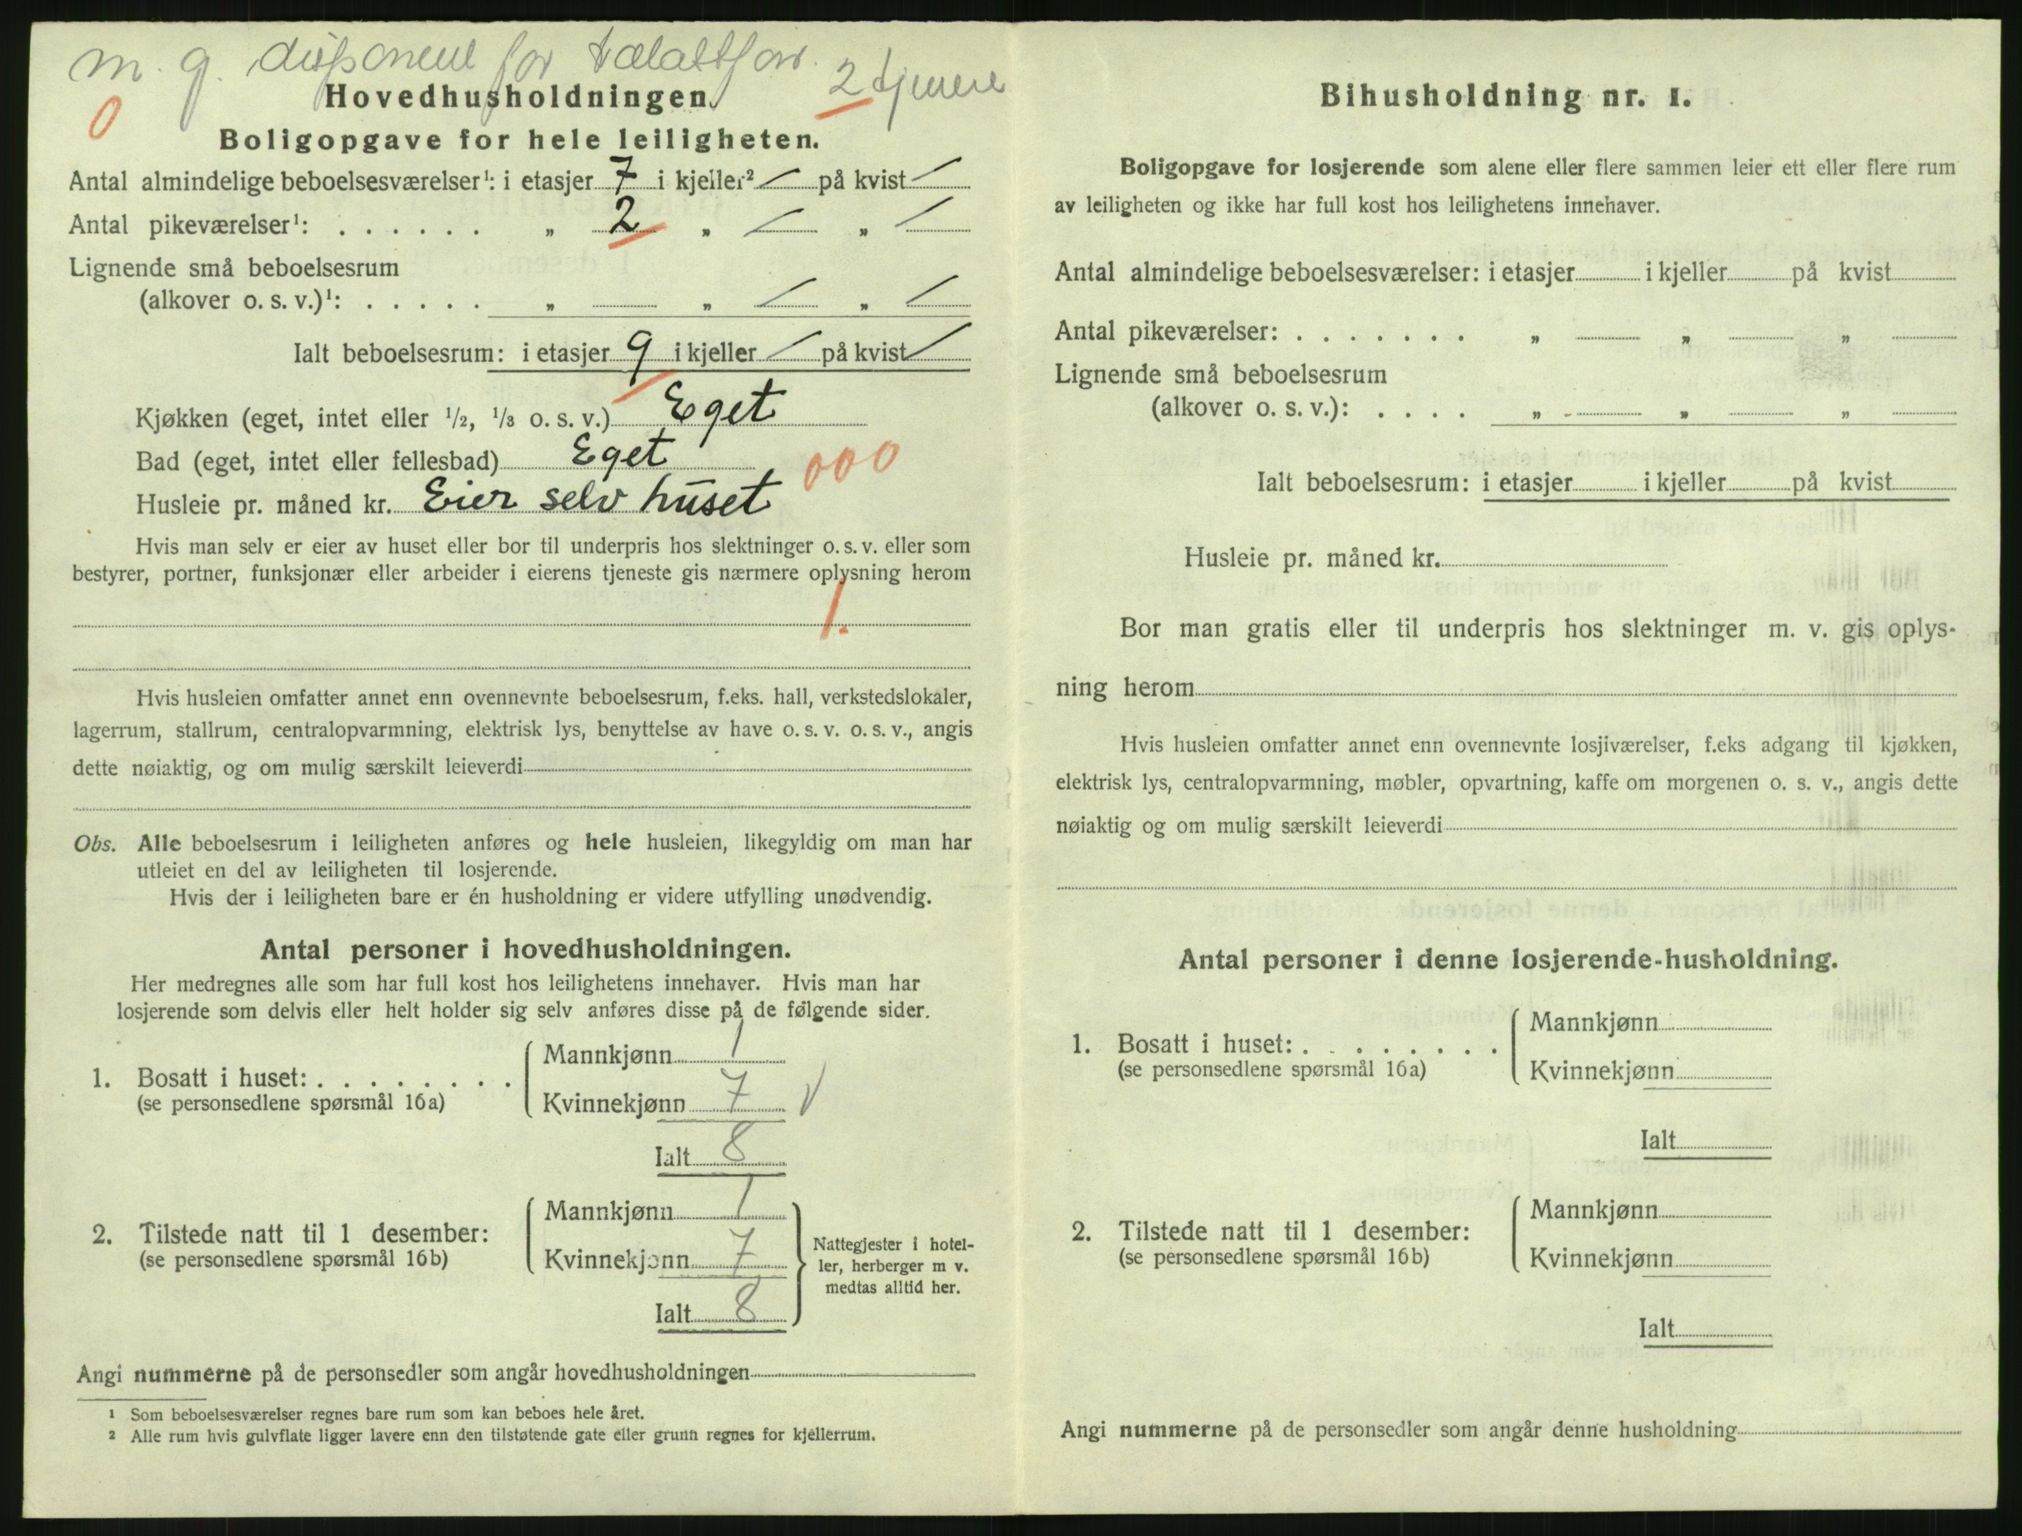 m. g. disponent for
2 tjenere
0
Hovedhusholdningen.
Boligopgave for hele leiligheten.
Antal almindelige beboelsesværelser¹: i etasjer 7 i kjeller² / på kvist /
Antal pikeværelser¹: . . . . . . „ 2 „ / „ /
Lignende små beboelsesrum
(alkover o. s. v.)¹: . . . . . „ „ / „ /
Ialt beboelsesrum: i etasjer 9 i kjeller / på kvist /
Kjøkken (eget, intet eller ¹/₂, ¹/₃ o. s. v.) Eget
Bad (eget, intet eller fellesbad) Eget 000
Husleie pr. måned kr. Eier selv huset
Hvis man selv er eier av huset eller bor til underpris hos slektninger o. s. v. eller som
bestyrer, portner, funksjonær eller arbeider i eierens tjeneste gis nærmere oplysning herom
1.
Hvis husleien omfatter annet enn ovennevnte beboelsesrum, f.eks. hall, verkstedslokaler,
lagerrum, stallrum, centralopvarmning, elektrisk lys, benyttelse av have o. s. v. o. s. v., angis
dette nøiaktig, og om mulig særskilt leieverdi
Obs. Alle beboelsesrum i leiligheten anføres og hele husleien, likegyldig om man har
utleiet en del av leiligheten til losjerende.
Hvis der i leiligheten bare er én husholdning er videre utfylling unødvendig.
Antal personer i hovedhusholdningen.
Her medregnes alle som har full kost hos leilighetens innehaver. Hvis man har
losjerende som delvis eller helt holder sig selv anføres disse på de følgende sider.
Mannkjønn 1
1. Bosatt i huset: . . . . . . . .
(se personsedlene spørsmål 16a)
Kvinnekjønn 7 √
Ialt 8
Mannkjønn 1
2. Tilstede natt til 1 desember:
(se personsedlene spørsmål 16b)
Kvinnekjønn 7
Ialt 8
Nattegjester i hotel-
ler, herberger m v.
medtas alltid her.
Angi nummerne på de personsedler som angår hovedhusholdningen
¹ Som beboelsesværelser regnes bare rum som kan beboes hele året.
² Alle rum hvis gulvflate ligger lavere enn den tilstøtende gate eller grunn regnes for kjellerrum.
Bihusholdning nr. 1.
Boligopgave for losjerende som alene eller flere sammen leier ett eller flere rum
av leiligheten og ikke har full kost hos leilighetens innehaver.
Antal almindelige beboelsesværelser: i etasjer i kjeller på kvist
Antal pikeværelser: . . . . . . „ „ „
Lignende små beboelsesrum
(alkover o. s. v.): . . . . „ „ „
Ialt beboelsesrum: i etasjer i kjeller på kvist
Husleie pr. måned kr.
Bor man gratis eller til underpris hos slektninger m. v. gis oplys-
ning herom
Hvis husleien omfatter annet enn ovennevnte losjiværelser, f.eks adgang til kjøkken,
elektrisk lys, centralopvarmning, møbler, opvartning, kaffe om morgenen o. s. v., angis dette
nøiaktig og om mulig særskilt leieverdi
Antal personer i denne losjerende-husholdning.
Mannkjønn
1. Bosatt i huset: . . . . . . . .
(se personsedlene spørsmål 16a)
Kvinnekjønn
Ialt
Mannkjønn
2. Tilstede natt til 1 desember:
(se personsedlene spørsmål 16b)
Kvinnekjønn
Ialt
Angi nummerne på de personsedler som angår denne husholdning